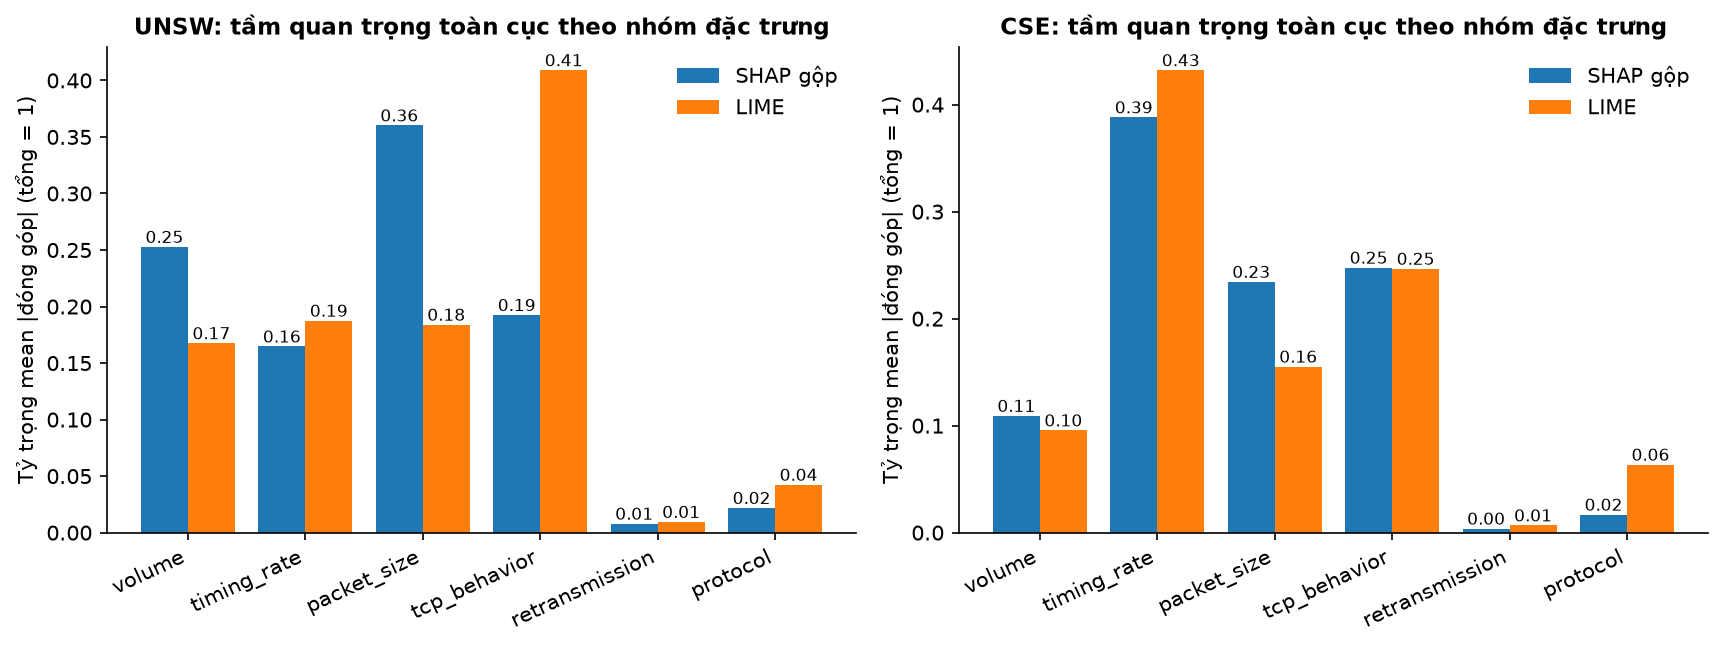 UNSW: tầm quan trọng toàn cục theo nhóm đặc trưng
Tỷ trọng mean |đóng góp| (tổng = 1)
0.40
0.35
0.30
0.25
0.20
0.15
0.10
0.05
0.00
SHAP gộp
LIME
0.25
0.17
0.16
0.19
0.36
0.18
0.19
0.41
0.01
0.01
0.02
0.04
volume
timing_rate
packet_size
tcp_behavior
retransmission
protocol
CSE: tầm quan trọng toàn cục theo nhóm đặc trưng
Tỷ trọng mean |đóng góp| (tổng = 1)
0.4
0.3
0.2
0.1
0.0
SHAP gộp
LIME
0.11
0.10
0.39
0.43
0.23
0.16
0.25
0.25
0.00
0.01
0.02
0.06
volume
timing_rate
packet_size
tcp_behavior
retransmission
protocol